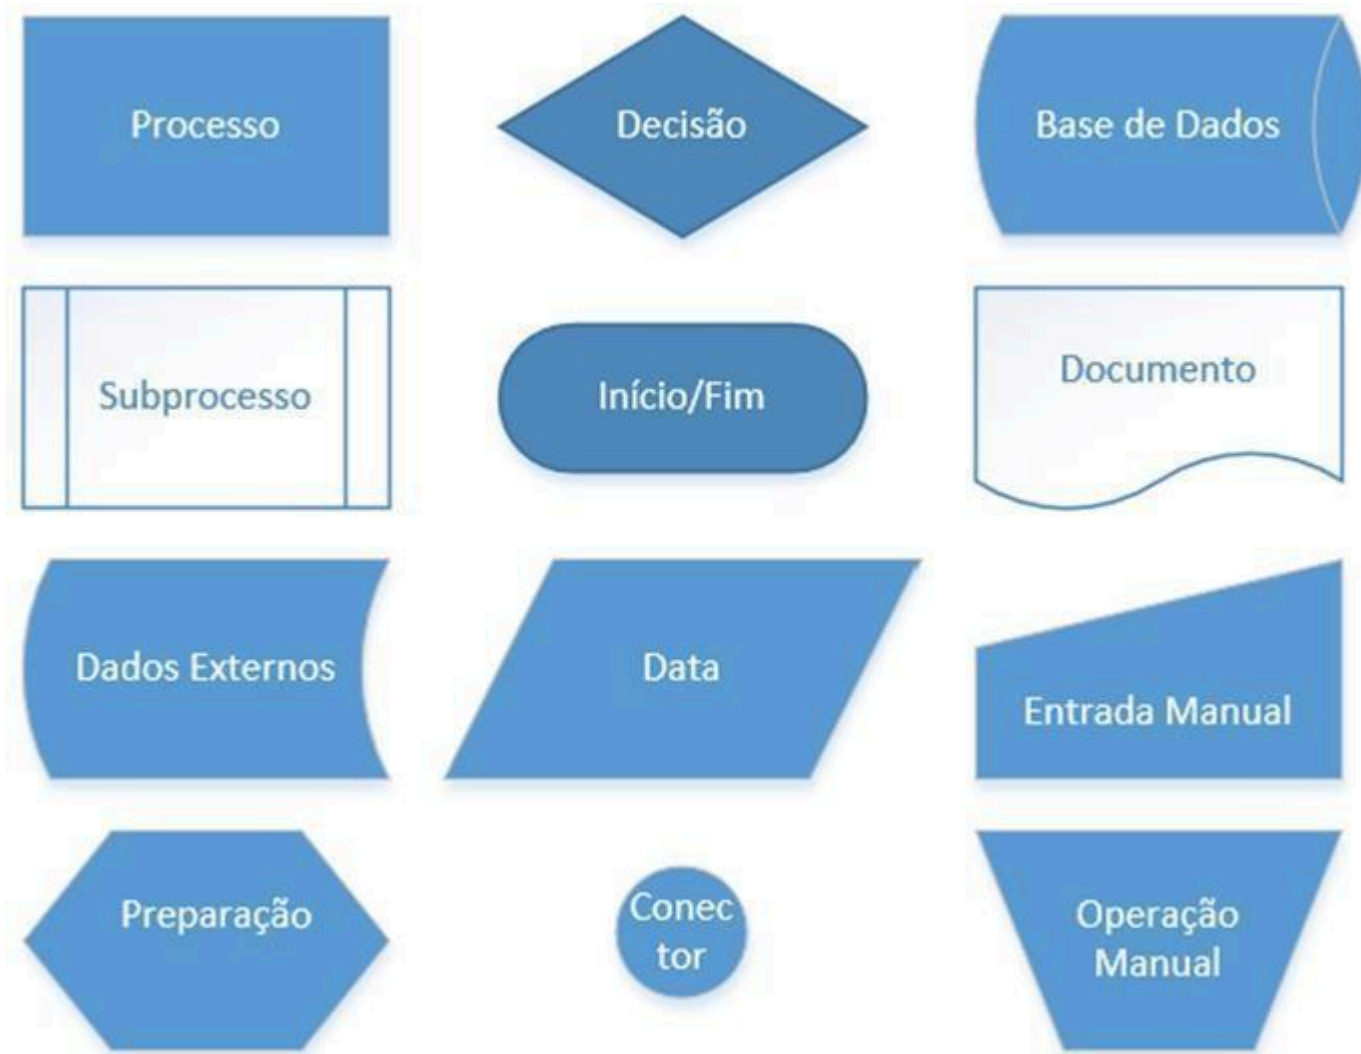 Processo
Decisão
Base de Dados
Subprocesso
Início/Fim
Documento
Dados Externos
Data
Entrada Manual
Preparação
Conec
tor
Operação
Manual